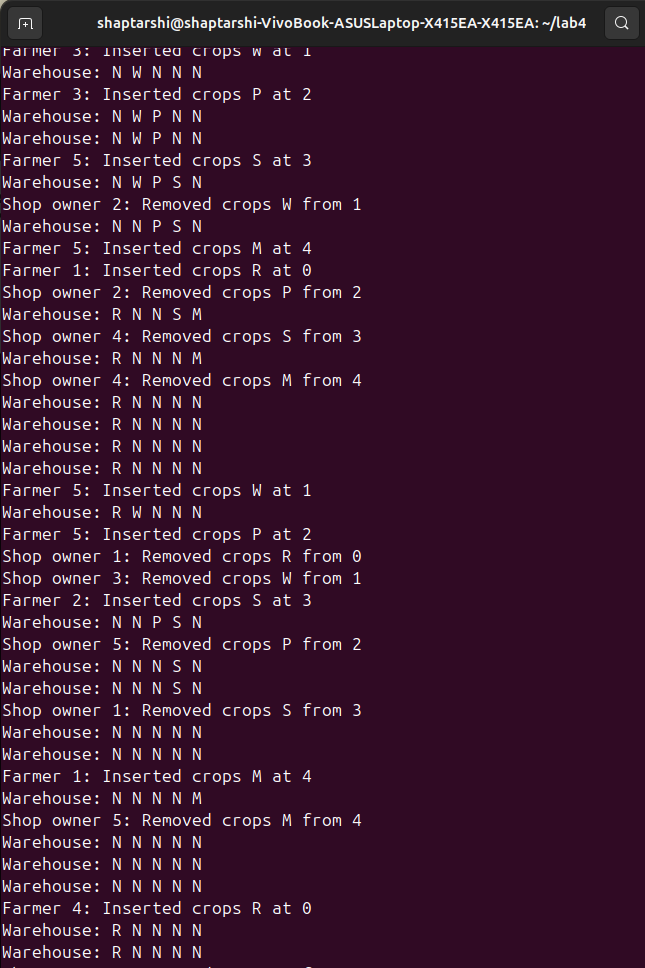 shaptarshi@shaptarshi-VivoBook-ASUSLaptop-X415EA-X415EA: ~/lab4
Farmer 3: Inserted crops W at 1
Warehouse: N W N N N
Farmer 3: Inserted crops P at 2
Warehouse: N W P N N
Warehouse: N W P N N
Farmer 5: Inserted crops S at 3
Warehouse: N W P S N
Shop owner 2: Removed crops W from 1
Warehouse: N N P S N
Farmer 5: Inserted crops M at 4
Farmer 1: Inserted crops R at 0
Shop owner 2: Removed crops P from 2
Warehouse: R N N S M
Shop owner 4: Removed crops S from 3
Warehouse: R N N N M
Shop owner 4: Removed crops M from 4
Warehouse: R N N N N
Warehouse: R N N N N
Warehouse: R N N N N
Warehouse: R N N N N
Farmer 5: Inserted crops W at 1
Warehouse: R W N N N
Farmer 5: Inserted crops P at 2
Shop owner 1: Removed crops R from 0
Shop owner 3: Removed crops W from 1
Farmer 2: Inserted crops S at 3
Warehouse: N N P S N
Shop owner 5: Removed crops P from 2
Warehouse: N N N S N
Warehouse: N N N S N
Shop owner 1: Removed crops S from 3
Warehouse: N N N N N
Warehouse: N N N N N
Farmer 1: Inserted crops M at 4
Warehouse: N N N N M
Shop owner 5: Removed crops M from 4
Warehouse: N N N N N
Warehouse: N N N N N
Warehouse: N N N N N
Farmer 4: Inserted crops R at 0
Warehouse: R N N N N
Warehouse: R N N N N